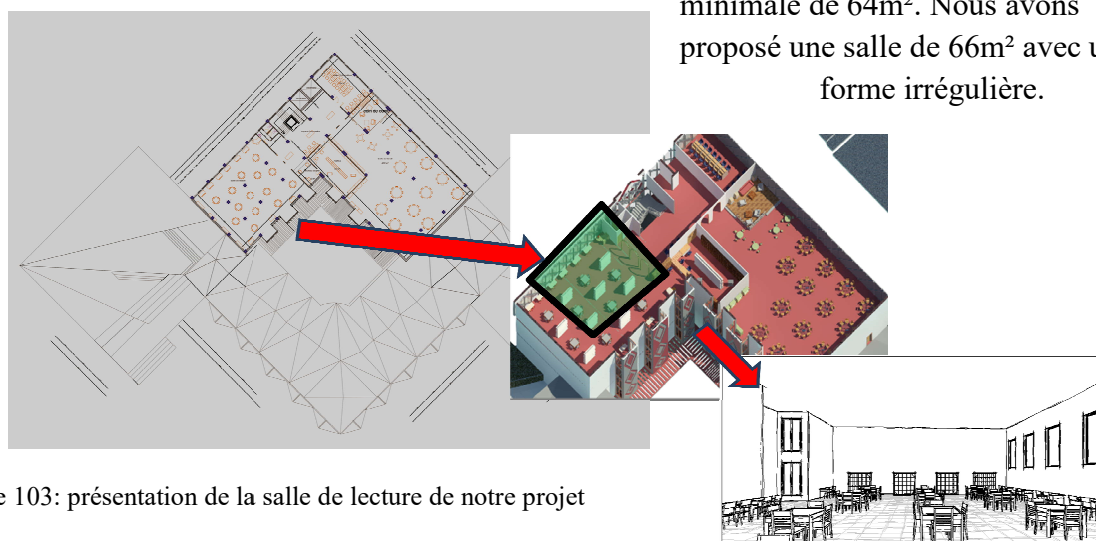 minimale de 64m². Nous avons
proposé une salle de 66m² avec u
forme irrégulière.
e 103: présentation de la salle de lecture de notre projet